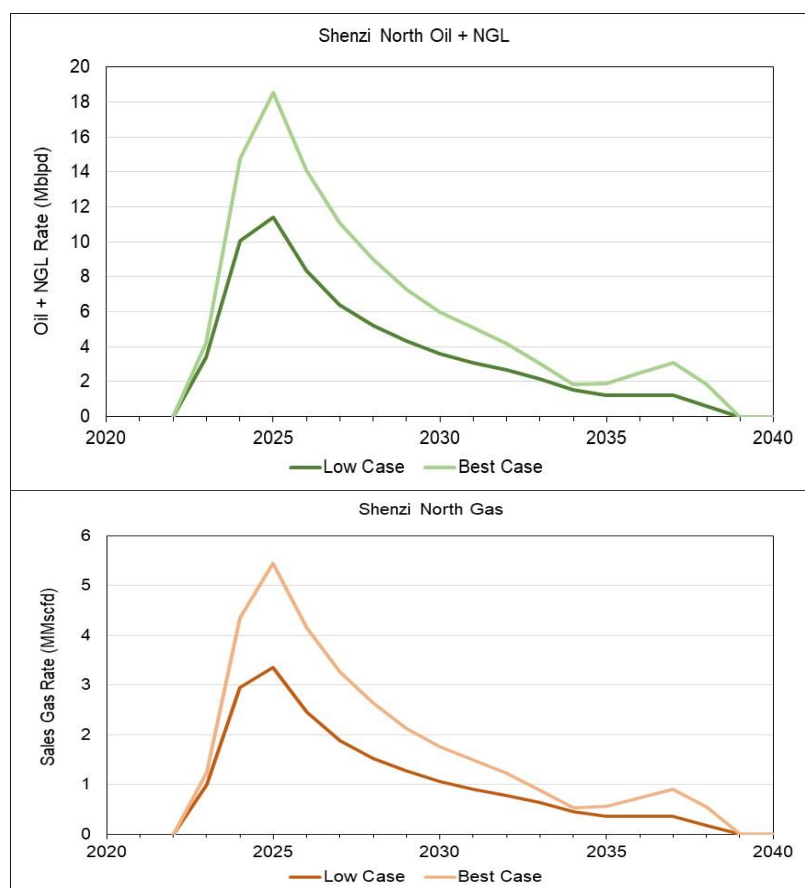 Shenzi North Oil + NGL
20
18
16
14
12
10
8
6
4
2
0
Oil + NGL Rate (Mblpd)
2020 2025 2030 2035 2040
Low Case Best Case
Shenzi North Gas
6
5
4
3
2
1
0
Sales Gas Rate (MMscfd)
2020 2025 2030 2035 2040
Low Case Best Case